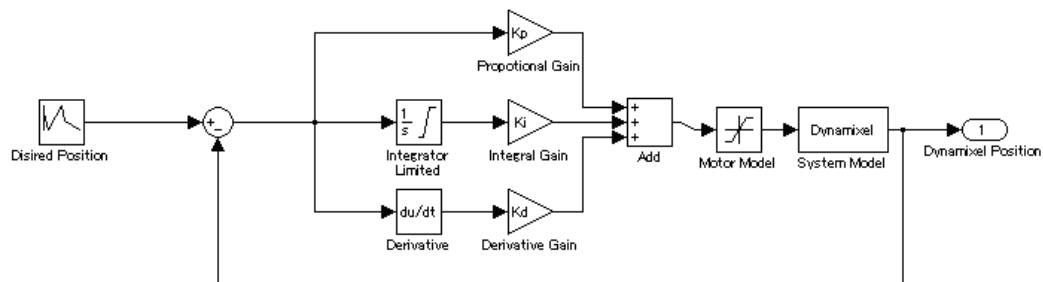 Kp
Propotional Gain
Disired Position
+
−
1
s
Integrator
Limited
Ki
Integral Gain
+
+
+
Add
Motor Model
Dynamixel
System Model
1
Dynamixel Position
du/dt
Derivative
Kd
Derivative Gain